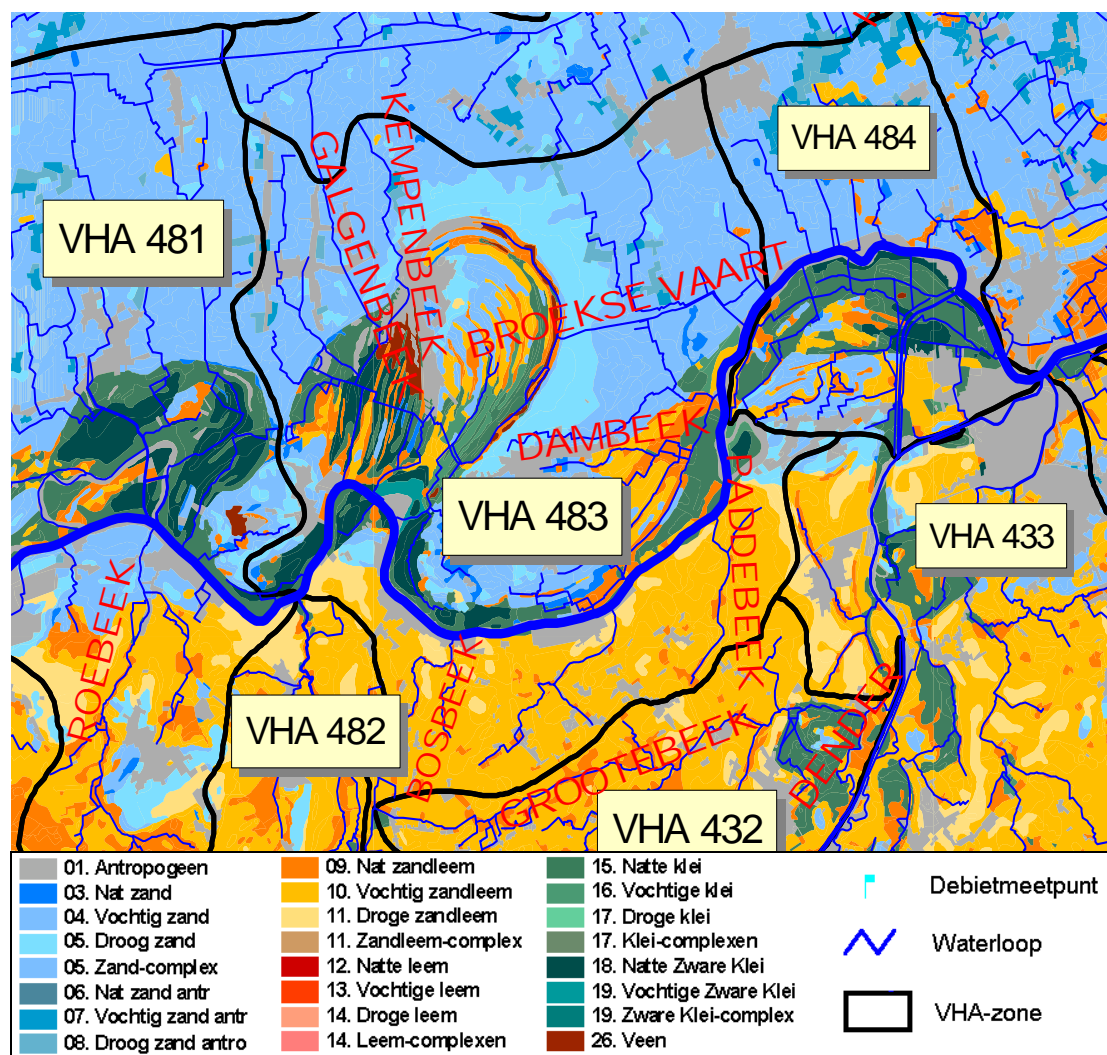 VHA 484
VHA 481
KEMPENBEEK
GALGENBEEK
BROEKSE VAART
DAMBEEK
VHA 483
PADDEBEEK
VHA 433
ROEBEEK
BOSBEEK
VHA 482
GROOTEBEEK
DENDER
VHA 432
01. Antropogeen
03. Nat zand
04. Vochtig zand
05. Droog zand
05. Zand-complex
06. Nat zand antr
07. Vochtig zand antr
08. Droog zand antro
09. Nat zandleem
10. Vochtig zandleem
11. Droge zandleem
11. Zandleem-complex
12. Natte leem
13. Vochtige leem
14. Droge leem
14. Leem-complexen
15. Natte klei
16. Vochtige klei
17. Droge klei
17. Klei-complexen
18. Natte Zware Klei
19. Vochtige Zware Klei
19. Zware Klei-complex
26. Veen
Debietmeetpunt
Waterloop
VHA-zone